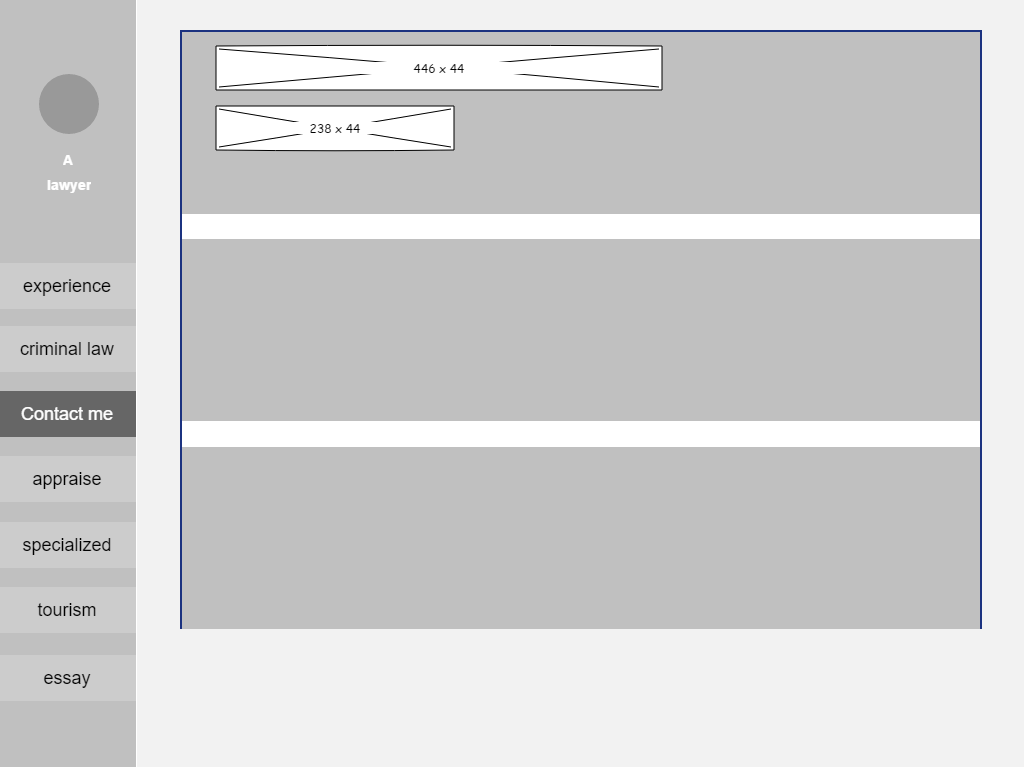 A
lawyer
experience
criminal law
Contact me
appraise
specialized
tourism
essay
446 x 44
238 x 44